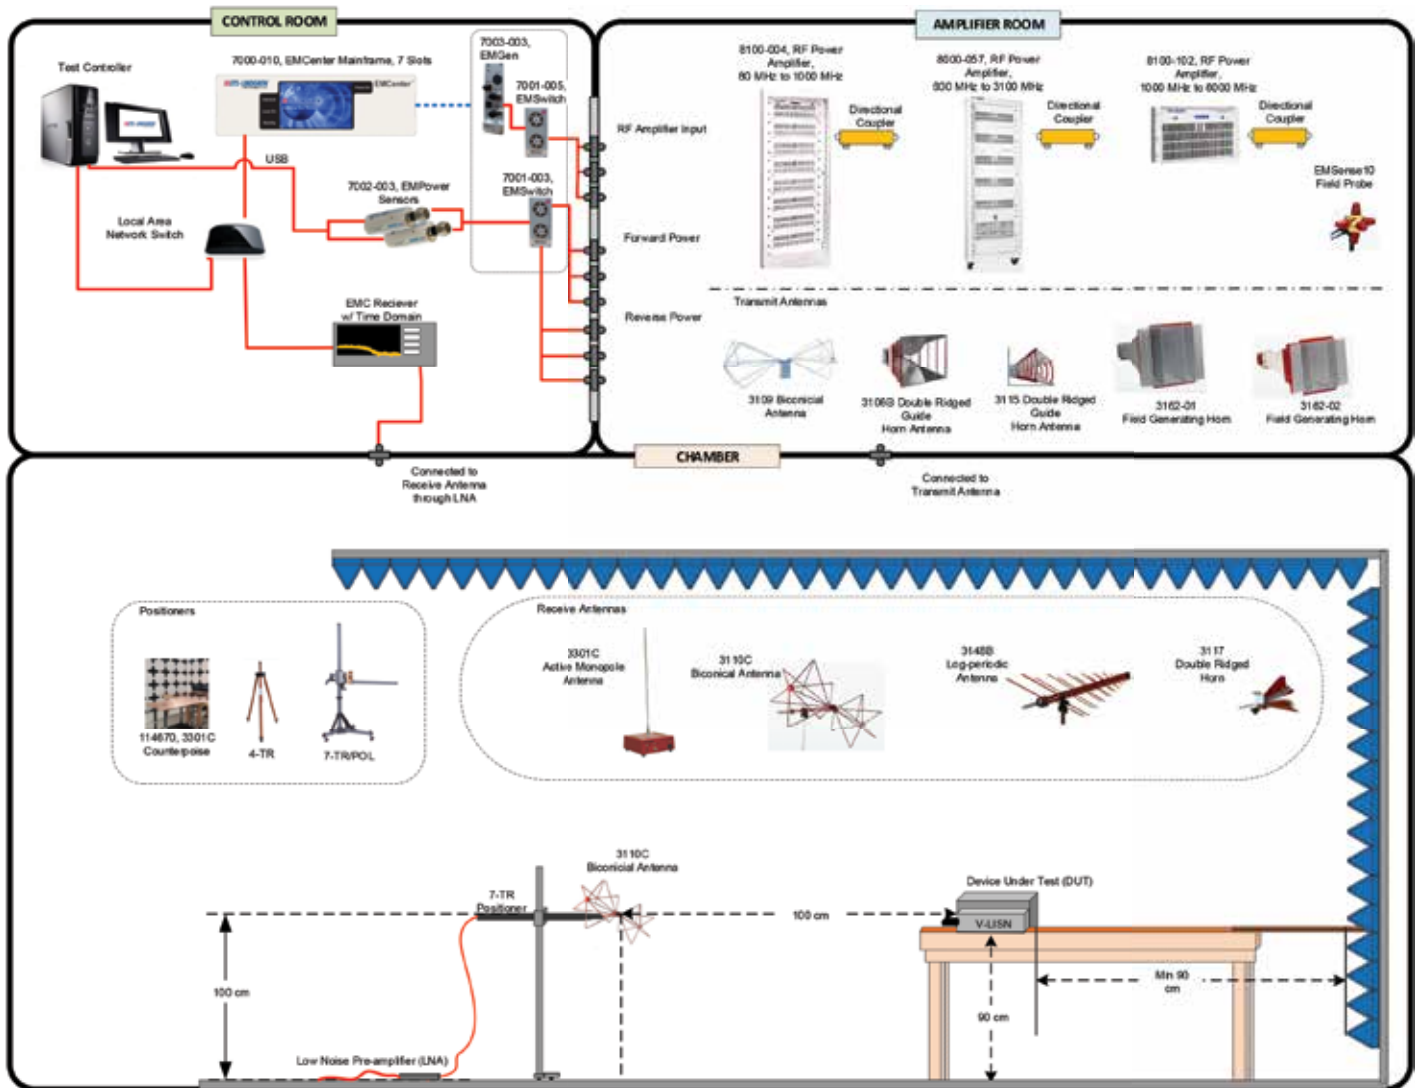 CONTROL ROOM
Test Controller
7000-010, EMCenter Mainframe, 7 Slots
EMCenter
7003-003,
EMGen
7001-005,
EMSwitch
USB
7002-003, EMPower
Sensors
7001-003,
EMSwitch
Local Area
Network Switch
EMC Reciever
w/ Time Domain
AMPLIFIER ROOM
RF Amplifier Input
Forward Power
Reverse Power
8100-004, RF Power
Amplifier,
80 MHz to 1000 MHz
Directional
Coupler
8000-057, RF Power
Amplifier,
800 MHz to 3100 MHz
Directional
Coupler
8100-102, RF Power
Amplifier,
1000 MHz to 6000 MHz
Directional
Coupler
EMSense10
Field Probe
Transmit Antennas
3109 Biconicial
Antenna
3106B Double Ridged
Guide
Horn Antenna
3115 Double Ridged
Guide
Horn Antenna
3162-01
Field Generating Horn
3162-02
Field Generating Horn
CHAMBER
Connected to
Receive Antenna
through LNA
Connected to
Transmit Antenna
Positioners
114670, 3301C
Counterpoise
4-TR
7-TR/POL
Receive Antennas
3301C
Active Monopole
Antenna
3110C
Biconical Antenna
3148B
Log-periodic
Antenna
3117
Double Ridged
Horn
3110C
Biconicial Antenna
7-TR
Positioner
100 cm
Device Under Test (DUT)
V-LISN
100 cm
90 cm
Min 90
cm
Low Noise Pre-amplifier (LNA)